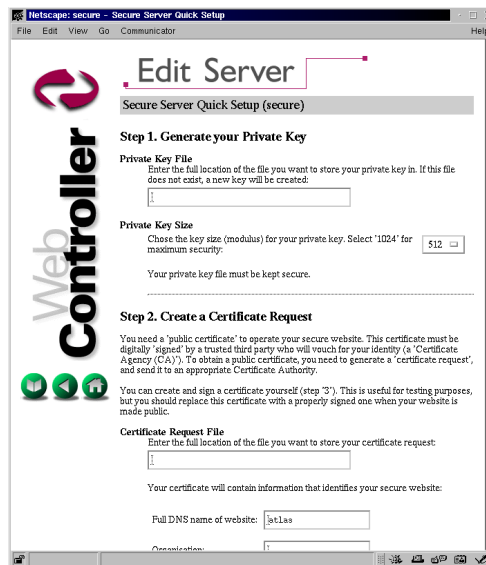 Netscape: secure - Secure Server Quick Setup
File Edit View Go Communicator Help
Edit Server
Secure Server Quick Setup (secure)
Web Controller
Step 1. Generate your Private Key
Private Key File
Enter the full location of the file you want to store your private key in. If this file
does not exist, a new key will be created:
Private Key Size
Chose the key size (modulus) for your private key. Select '1024' for
maximum security:
512
Your private key file must be kept secure.
Step 2. Create a Certificate Request
You need a 'public certificate' to operate your secure website. This certificate must be
digitally 'signed' by a trusted third party who will vouch for your identity (a 'Certificate
Agency (CA)'). To obtain a public certificate, you need to generate a 'certificate request',
and send it to an appropriate Certificate Authority.
You can create and sign a certificate yourself (step '3'). This is useful for testing purposes,
but you should replace this certificate with a properly signed one when your website is
made public.
Certificate Request File
Enter the full location of the file you want to store your certificate request:
Your certificate will contain information that identifies your secure website:
Full DNS name of website: atlas
Organisation: